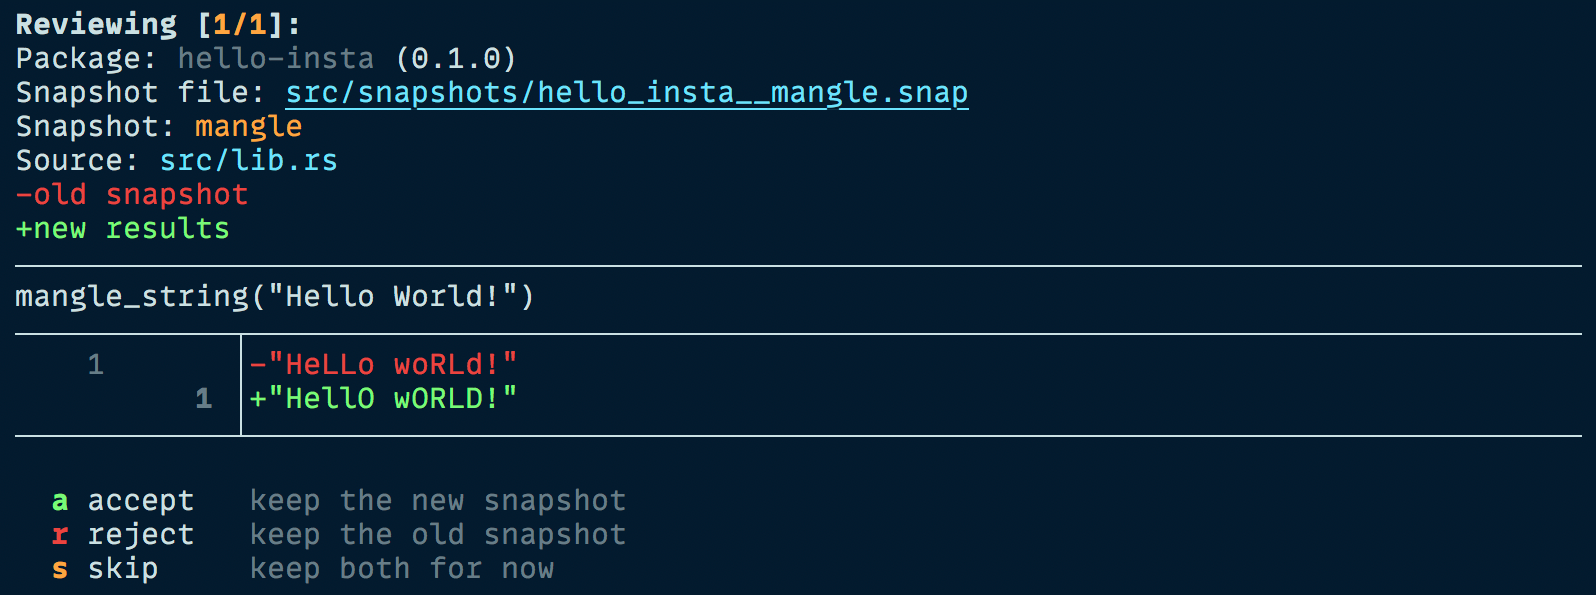 Reviewing [1/1]:
Package: hello-insta (0.1.0)
Snapshot file: src/snapshots/hello_insta__mangle.snap
Snapshot: mangle
Source: src/lib.rs
-old snapshot
+new results
mangle_string("Hello World!")
1 -"HeLLo woRLd!"
1 +"HellO wORLD!"
a accept keep the new snapshot
r reject keep the old snapshot
s skip keep both for now